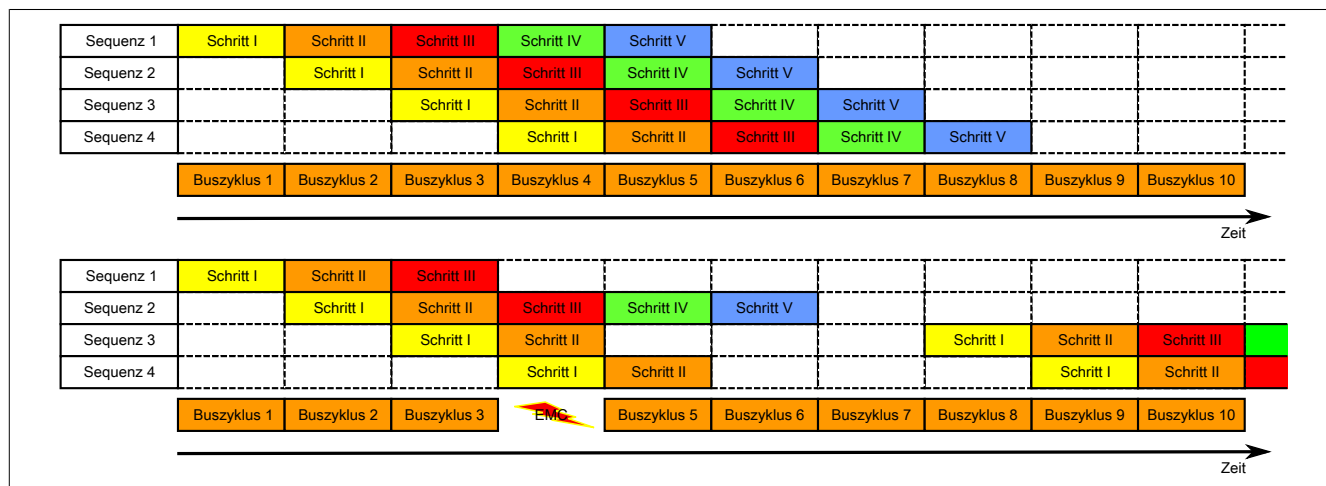 Sequenz 1 Schritt I Schritt II Schritt III Schritt IV Schritt V
Sequenz 2 Schritt I Schritt II Schritt III Schritt IV Schritt V
Sequenz 3 Schritt I Schritt II Schritt III Schritt IV Schritt V
Sequenz 4 Schritt I Schritt II Schritt III Schritt IV Schritt V
Buszyklus 1 Buszyklus 2 Buszyklus 3 Buszyklus 4 Buszyklus 5 Buszyklus 6 Buszyklus 7 Buszyklus 8 Buszyklus 9 Buszyklus 10
Zeit
Sequenz 1 Schritt I Schritt II Schritt III
Sequenz 2 Schritt I Schritt II Schritt III Schritt IV Schritt V
Sequenz 3 Schritt I Schritt II Schritt I Schritt II Schritt III
Sequenz 4 Schritt I Schritt II Schritt I Schritt II
Buszyklus 1 Buszyklus 2 Buszyklus 3 EMC Buszyklus 5 Buszyklus 6 Buszyklus 7 Buszyklus 8 Buszyklus 9 Buszyklus 10
Zeit